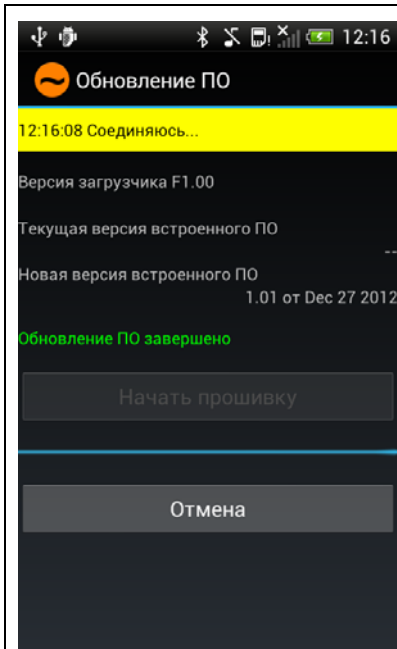 12:16
Обновление ПО
12:16:08 Соединяюсь...
Версия загрузчика F1.00
Текущая версия встроенного ПО
--
Новая версия встроенного ПО
1.01 от Dec 27 2012
Обновление ПО завершено
Начать прошивку
Отмена